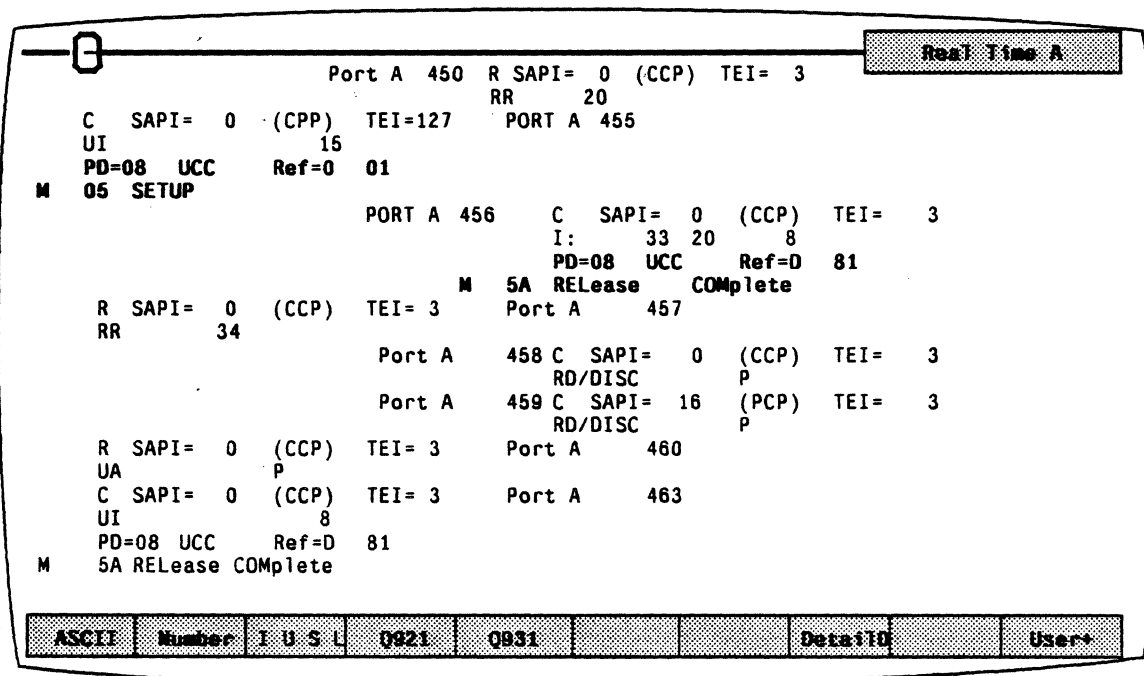 Real Time A
Port A 450 R SAPI= 0 (CCP) TEI= 3
RR 20
C SAPI= 0 (CPP) TEI=127 PORT A 455
UI 15
PD=08 UCC Ref=0 01
M 05 SETUP
PORT A 456 C SAPI= 0 (CCP) TEI= 3
I: 33 20 8
PD=08 UCC Ref=D 81
M 5A RELease COMplete
R SAPI= 0 (CCP) TEI= 3 Port A 457
RR 34
Port A 458 C SAPI= 0 (CCP) TEI= 3
RD/DISC P
Port A 459 C SAPI= 16 (PCP) TEI= 3
RD/DISC P
R SAPI= 0 (CCP) TEI= 3 Port A 460
UA P
C SAPI= 0 (CCP) TEI= 3 Port A 463
UI 8
PD=08 UCC Ref=D 81
M 5A RELease COMplete
ASCII Number I U S L Q921 Q931 DetailD User+